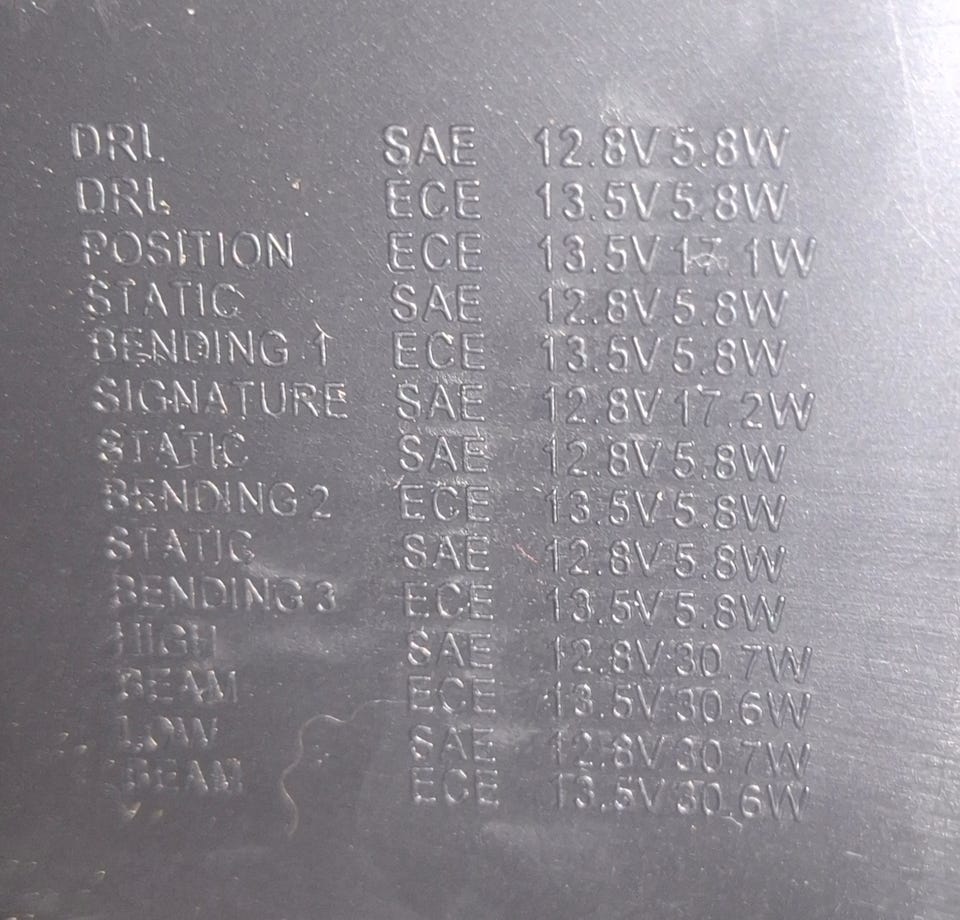 DRL SAE 12.8V 5.8W
DRL ECE 13.5V 5.8W
POSITION ECE 13.5V 17.1W
STATIC SAE 12.8V 5.8W
BENDING 1 ECE 13.5V 5.8W
SIGNATURE SAE 12.8V 17.2W
STATIC SAE 12.8V 5.8W
BENDING 2 ECE 13.5V 5.8W
STATIC SAE 12.8V 5.8W
BENDING 3 ECE 13.5V 5.8W
HIGH SAE 12.8V 30.7W
BEAM ECE 13.5V 30.6W
LOW SAE 12.8V 30.7W
BEAM ECE 13.5V 30.6W